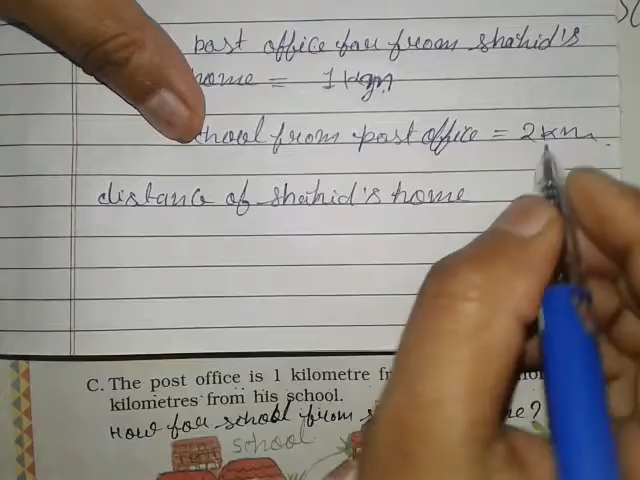 post office far from shahid's
home = 1 kgm
school from post office = 2 km
distance of shahid's home
C. The post office is 1 kilometre
kilometres from his school.
How far school from
school